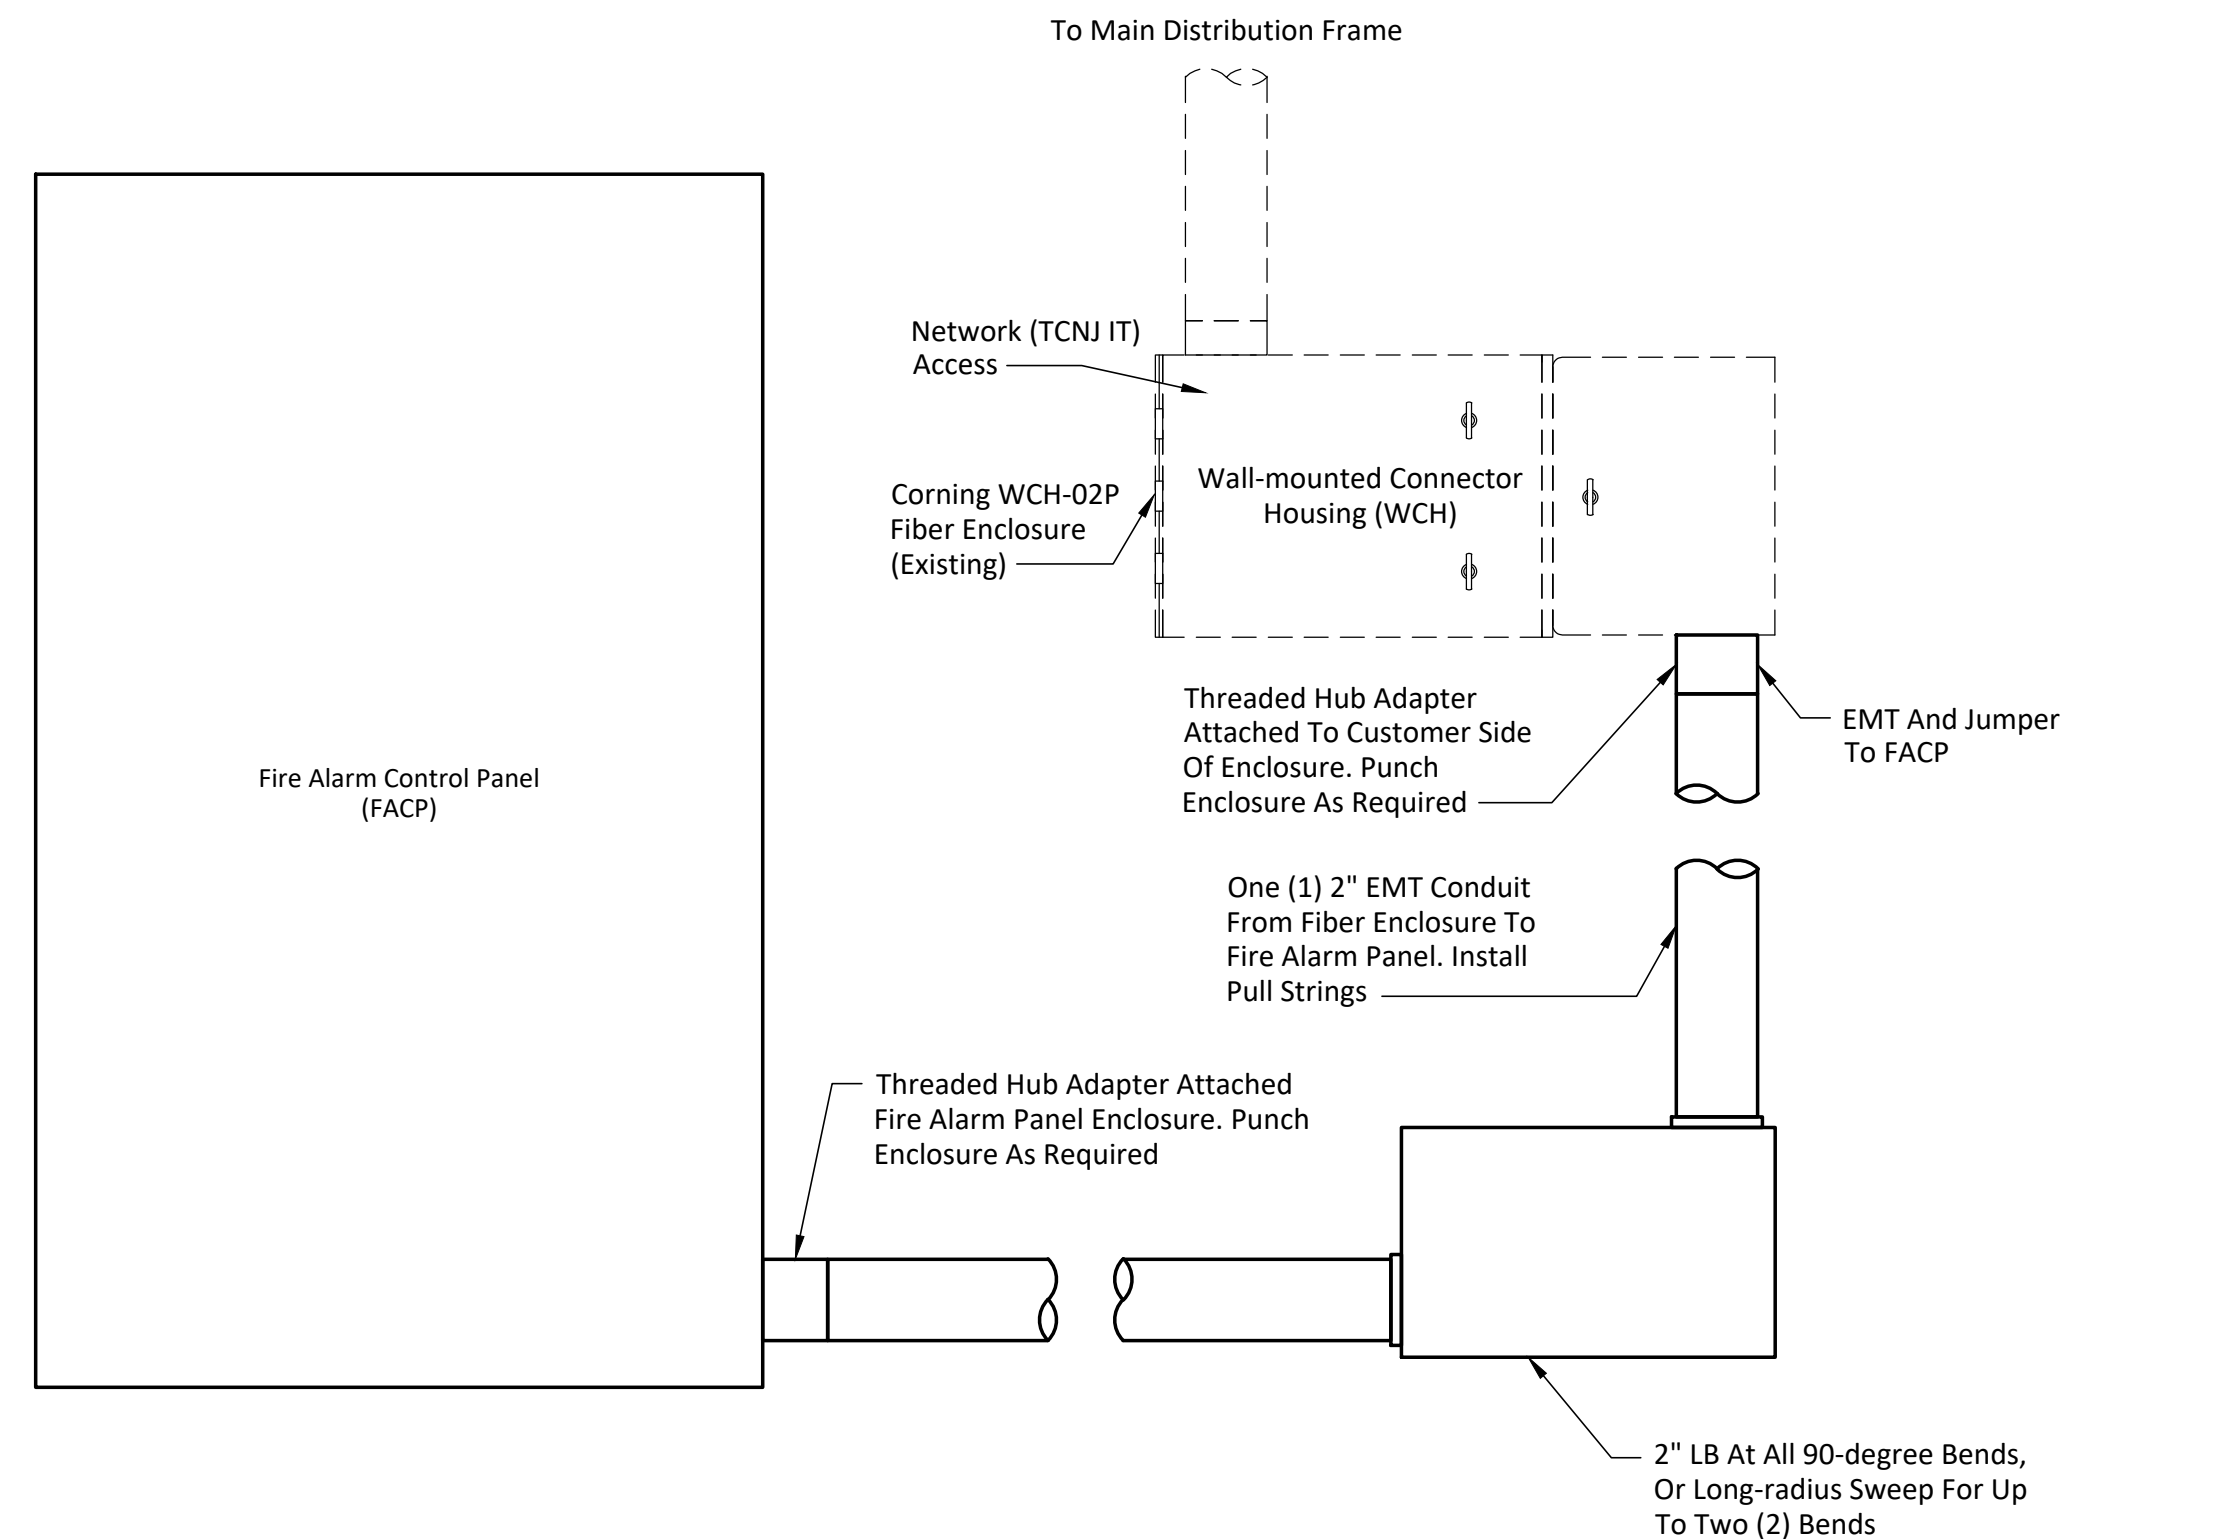 To Main Distribution Frame
Network (TCNJ IT)
Access
Corning WCH-02P
Fiber Enclosure
(Existing)
Wall-mounted Connector
Housing (WCH)
Threaded Hub Adapter
Attached To Customer Side
Of Enclosure. Punch
Enclosure As Required
EMT And Jumper
To FACP
Fire Alarm Control Panel
(FACP)
One (1) 2" EMT Conduit
From Fiber Enclosure To
Fire Alarm Panel. Install
Pull Strings
Threaded Hub Adapter Attached
Fire Alarm Panel Enclosure. Punch
Enclosure As Required
2" LB At All 90-degree Bends,
Or Long-radius Sweep For Up
To Two (2) Bends